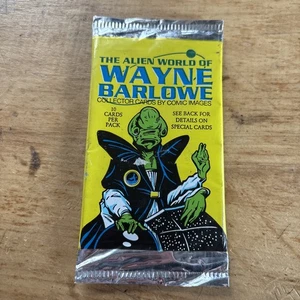 THE ALIEN WORLD OF
WAYNE
BARLOWE
COLLECTOR CARDS BY COMIC IMAGES
10
CARDS
PER
PACK
SEE BACK FOR
DETAILS ON
SPECIAL CARDS